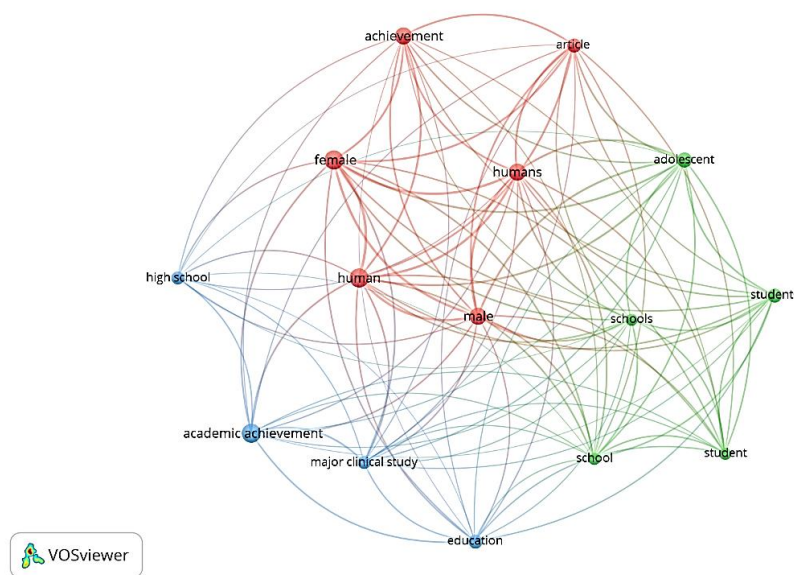 achievement
article
female
humans
adolescent
high school
human
student
male
schools
academic achievement
major clinical study
school
student
education
VOSviewer